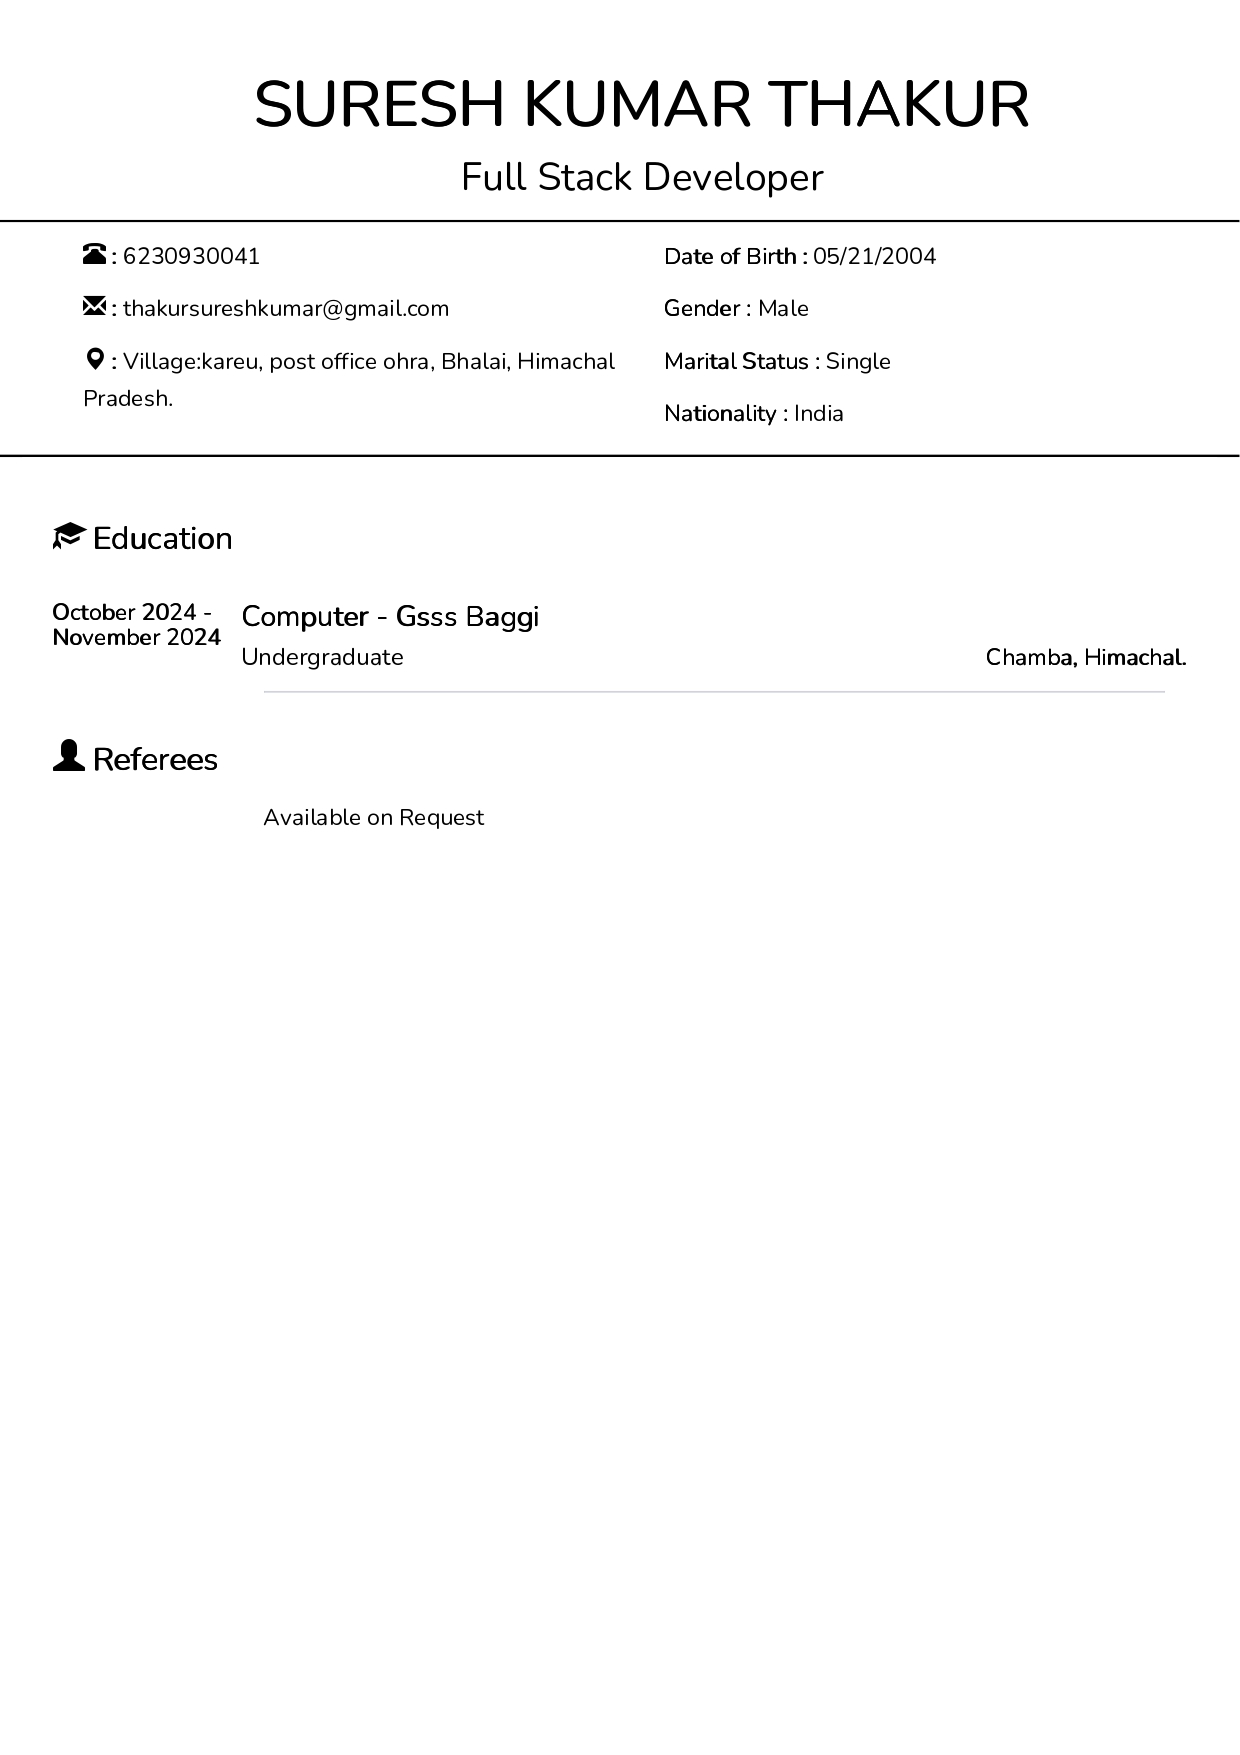 SURESH KUMAR THAKUR
Full Stack Developer
: 6230930041
: thakursureshkumar@gmail.com
: Village:kareu, post office ohra, Bhalai, Himachal
Pradesh.
Date of Birth : 05/21/2004
Gender : Male
Marital Status : Single
Nationality : India
Education
October 2024 -
November 2024
Computer - Gsss Baggi
Undergraduate
Chamba, Himachal.
Referees
Available on Request